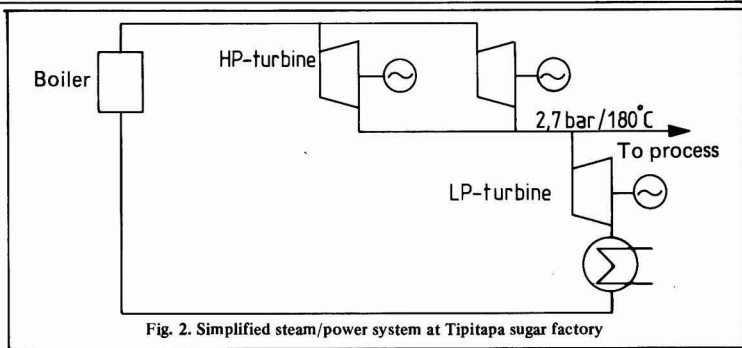 HP-turbine
Boiler
2,7 bar/180°C
To process
LP-turbine
Fig. 2. Simplified steam/power system at Tipitapa sugar factory